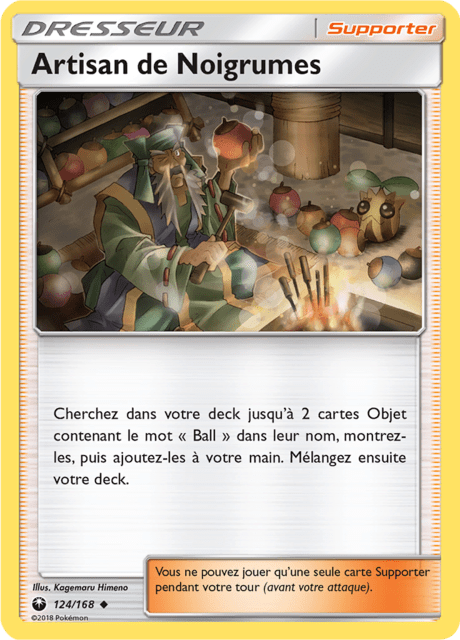 DRESSEUR
Supporter
Artisan de Noigrumes
Cherchez dans votre deck jusqu'à 2 cartes Objet
contenant le mot « Ball » dans leur nom, montrez-
les, puis ajoutez-les à votre main. Mélangez ensuite
votre deck.
Vous ne pouvez jouer qu'une seule carte Supporter
pendant votre tour (avant votre attaque).
Illus. Kagemaru Himeno
124/168 ◆
©2018 Pokémon